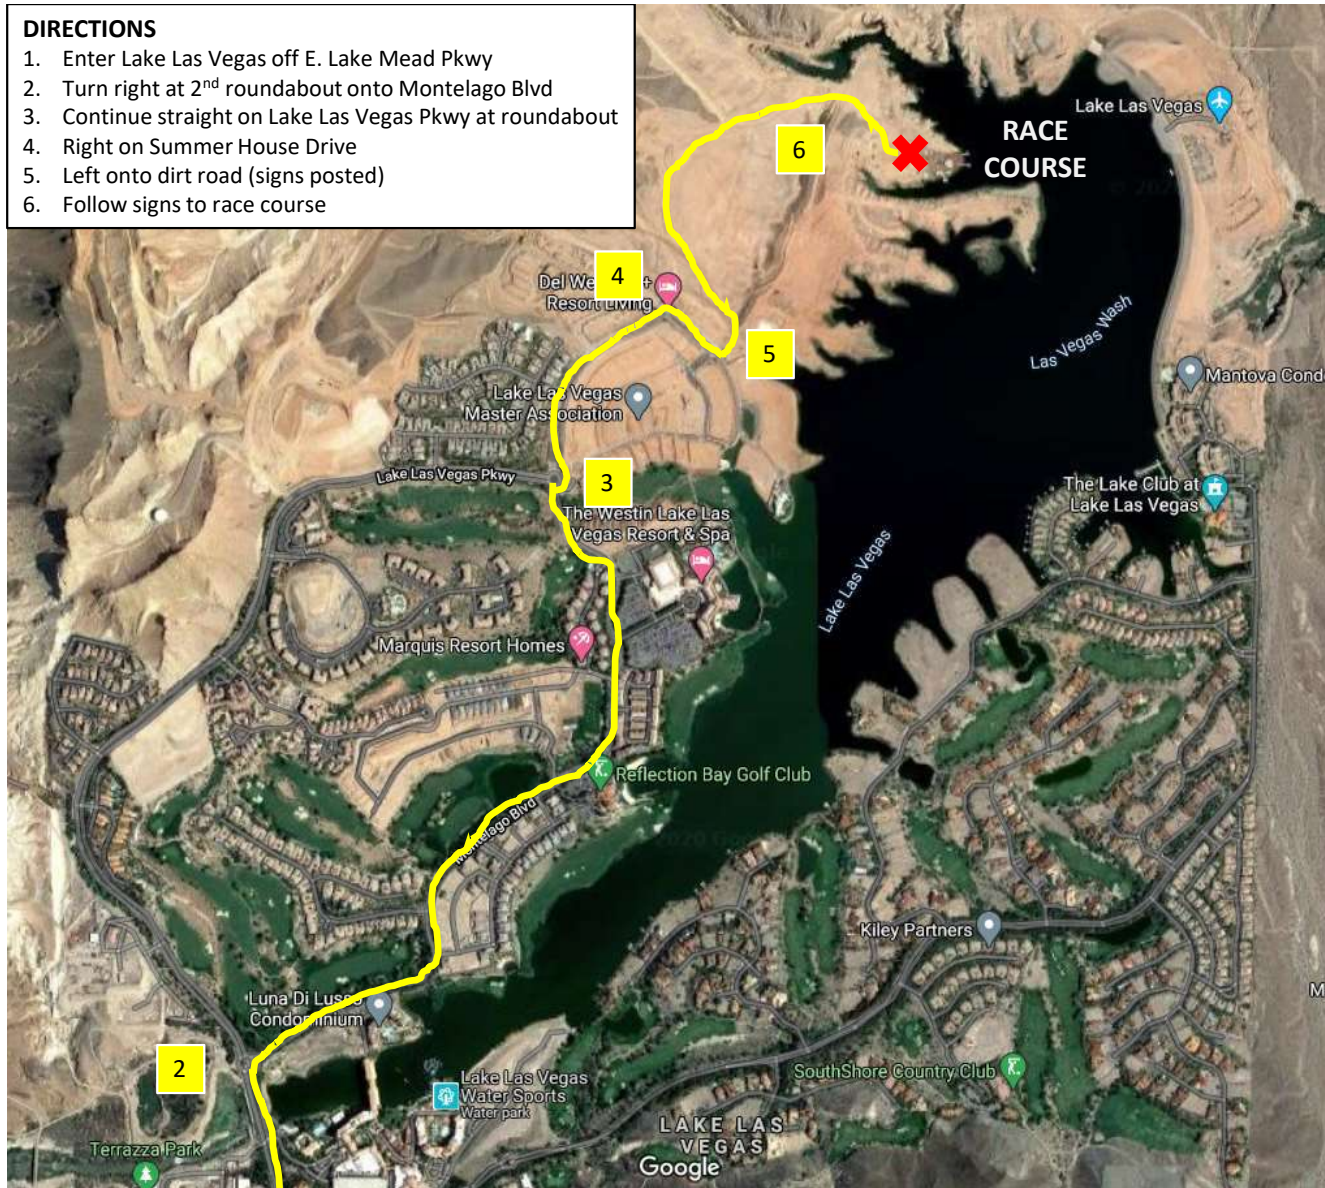 DIRECTIONS
1. Enter Lake Las Vegas off E. Lake Mead Pkwy
2. Turn right at 2nd roundabout onto Montelago Blvd
3. Continue straight on Lake Las Vegas Pkwy at roundabout
4. Right on Summer House Drive
5. Left onto dirt road (signs posted)
6. Follow signs to race course
Lake Las Vegas
RACE
COURSE
6
4
Del We
+
Resort Living
5
Las Vegas Wash
Mantova Cond
Lake Las Vegas
Master Association
Lake Las Vegas Pkwy
3
The Westin Lake Las
Vegas Resort & Spa
The Lake Club at
Lake Las Vegas
Lake Las Vegas
Marquis Resort Homes
Reflection Bay Golf Club
Montelago Blvd
Kiley Partners
M
Luna Di Lusso
Condominium
2
Lake Las Vegas
Water Sports
Water park
SouthShore Country Club
LAKE LAS
VEGAS
Terrazza Park
Google